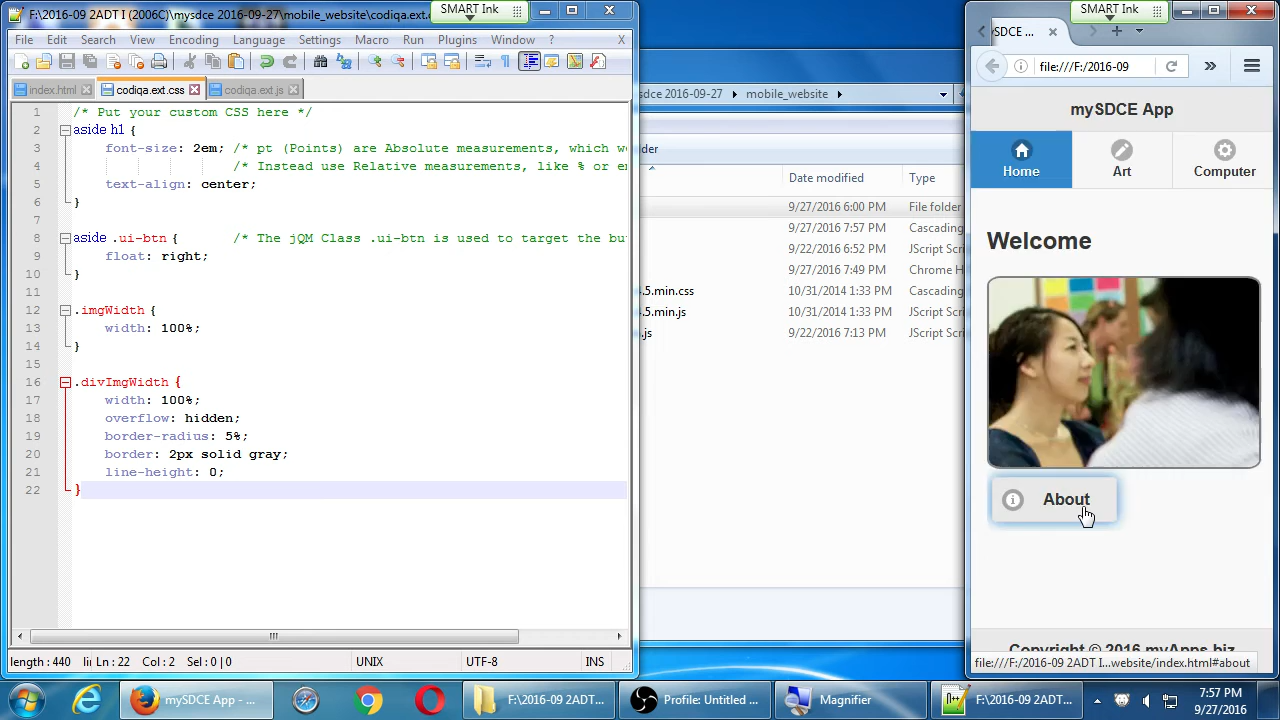 F:\2016-09 2ADT I (2006C)\mysdce 2016-09-27\mobile_website\codiqa.ext.
SMART Ink
File Edit Search View Encoding Language Settings Macro Run Plugins Window ? X
index.html codiqa.ext.css codiqa.ext.js
1 /* Put your custom CSS here */
2 aside h1 {
3 font-size: 2em; /* pt (Points) are Absolute measurements, which w
4 /* Instead use Relative measurements, like % or e
5 text-align: center;
6 }
7
8 aside .ui-btn { /* The jQM Class .ui-btn is used to target the bu
9 float: right;
10 }
11
12 .imgWidth {
13 width: 100%;
14 }
15
16 .divImgWidth {
17 width: 100%;
18 overflow: hidden;
19 border-radius: 5%;
20 border: 2px solid gray;
21 line-height: 0;
22 }
length : 440 li Ln : 22 Col : 2 Sel : 0 | 0 UNIX UTF-8 INS
sdce 2016-09-27 mobile_website
lder
Date modified Type
9/27/2016 6:00 PM File folder
9/27/2016 7:57 PM Cascading
9/22/2016 6:52 PM JScript Scri
9/27/2016 7:49 PM Chrome H
.5.min.css 10/31/2014 1:33 PM Cascading
.5.min.js 10/31/2014 1:33 PM JScript Scri
.js 9/22/2016 7:13 PM JScript Scri
SMART Ink
ySDCE ...
file:///F:/2016-09
mySDCE App
Home Art Computer
Welcome
About
Copyright © 2016 myApps.biz
file:///F:/2016-09 2ADT I...website/index.html#about
mySDCE App - ... F:\2016-09 2ADT... Profile: Untitled ... Magnifier F:\2016-09 2ADT... 7:57 PM
9/27/2016